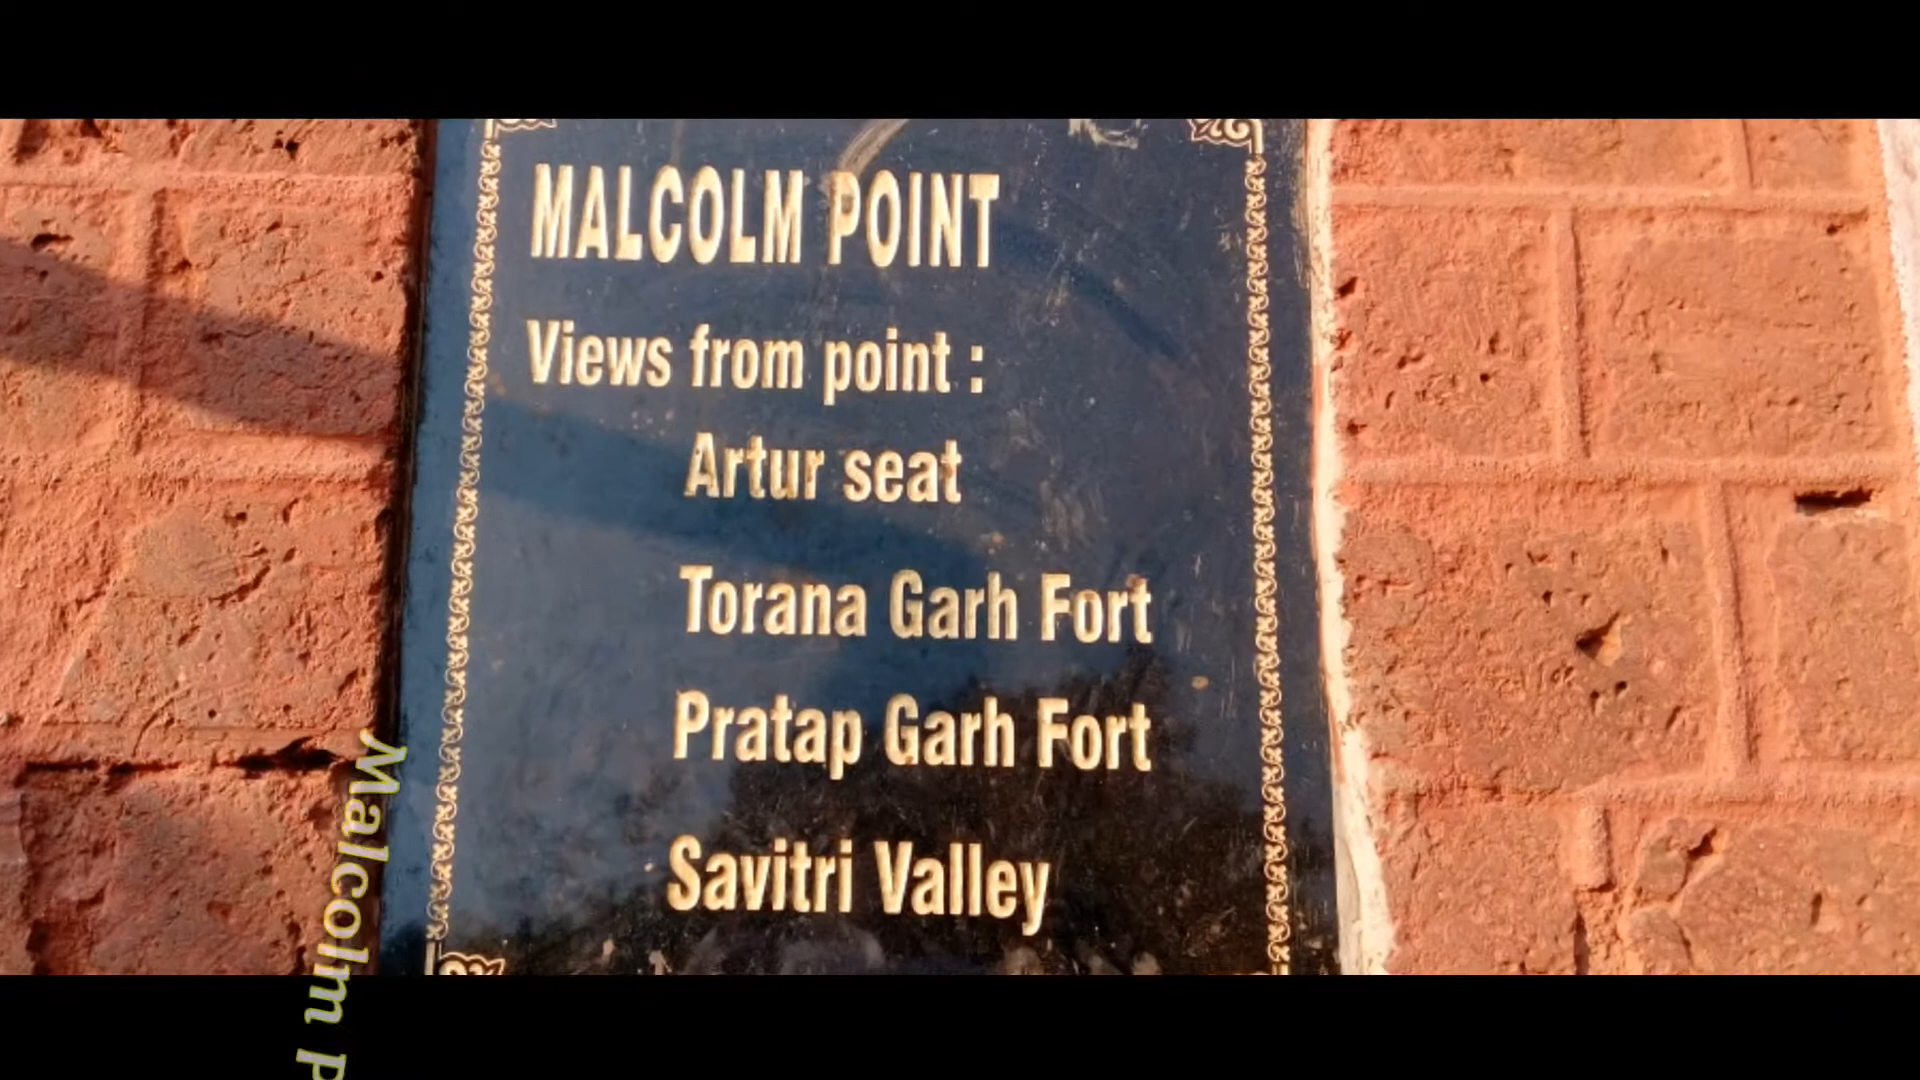 MALCOLM POINT
Views from point :
Artur seat
Torana Garh Fort
Pratap Garh Fort
Savitri Valley
Malcolm P